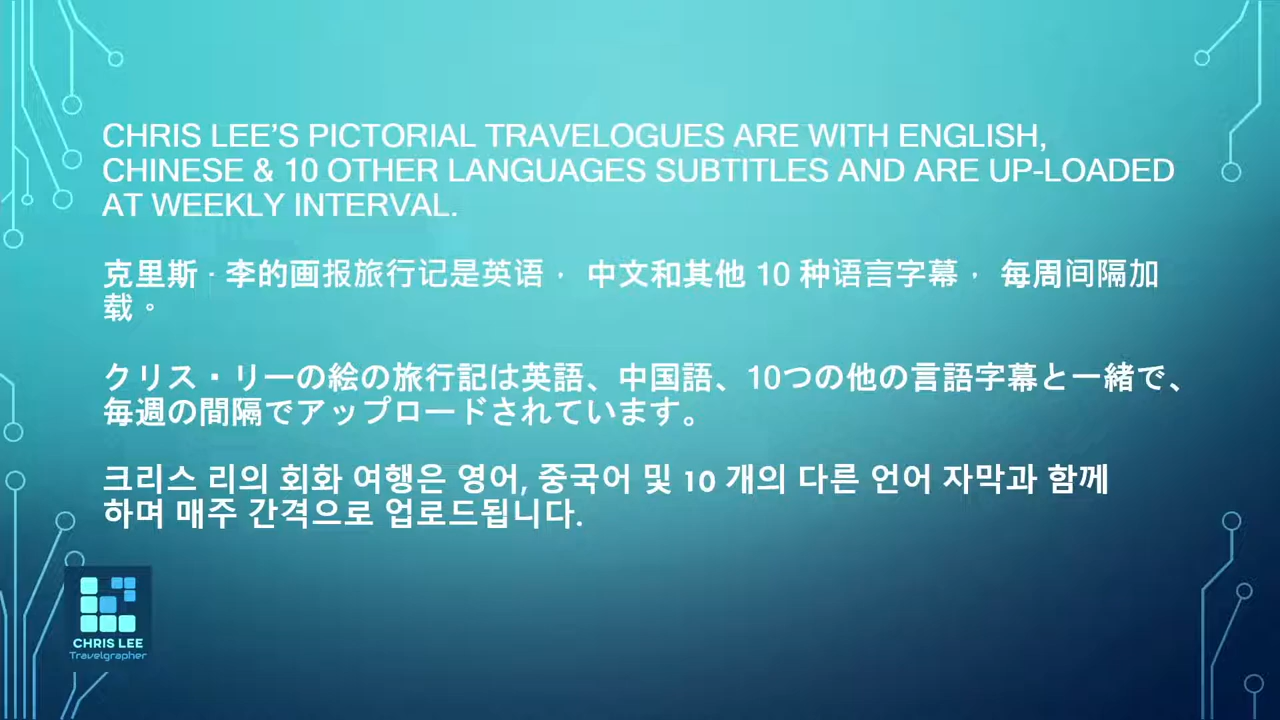 CHRIS LEE’S PICTORIAL TRAVELOGUES ARE WITH ENGLISH,
CHINESE & 10 OTHER LANGUAGES SUBTITLES AND ARE UP-LOADED
AT WEEKLY INTERVAL.
克里斯 · 李的画报旅行记是英语， 中文和其他 10 种语言字幕， 每周间隔加
载。
クリス・リーの絵の旅行記は英語、中国語、10つの他の言語字幕と一緒で、
毎週の間隔でアップロードされています。
크리스 리의 회화 여행은 영어, 중국어 및 10 개의 다른 언어 자막과 함께
하며 매주 간격으로 업로드됩니다.
CHRIS LEE
Travelgrapher